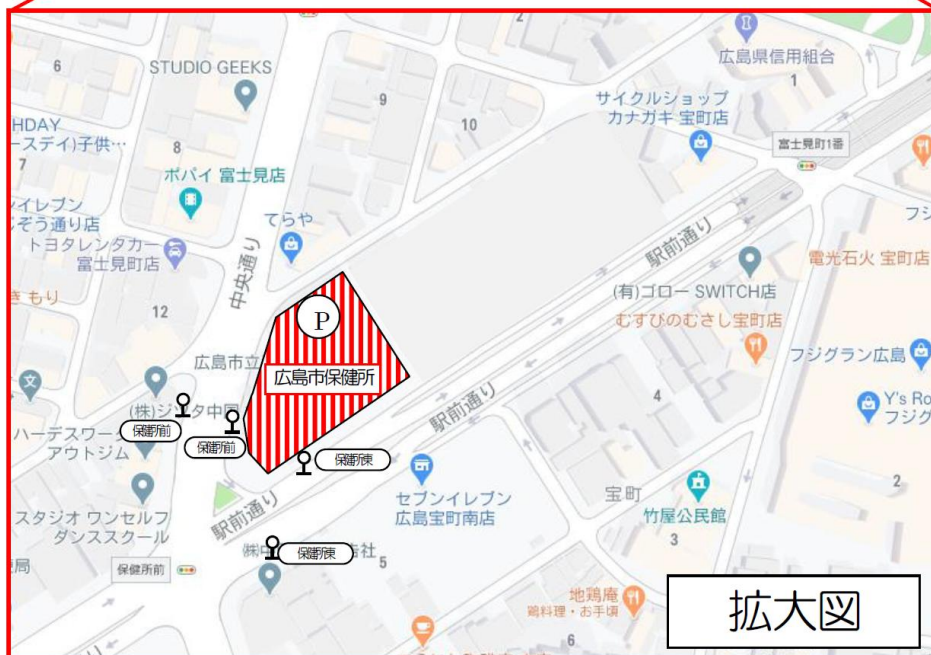 2
広島県信用組合
1
6
STUDIO GEEKS
サイクルショップ
カナガキ 宝町店
9
10
富士見町1番
HDAY
ースデイ)子供…
7
8
ポパイ 富士見店
イレブン
ぞう通り店
てらや
トヨタレンタカー
富士見町店
中央通り
駅前通り
フジ
電光石火 宝町店
(有)ゴロー SWITCH店
きもり
12
P
むすびのむさし宝町店
広島市立
広島市保健所
フジグラン広島
(株)ジ
タ中国
保健所前
保健所前
駅前通り
4
Y's Ro
フジグ
ハーデスワー
アウトジム
保健所東
セブンイレブン
広島宝町南店
宝町
2
竹屋公民館
3
スタジオ ワンセルフ
ダンススクール
駅前通り
㈱中
保健所東
会社
5
局
保健所前
地鶏庵
鶏料理・お手頃
6
拡大図